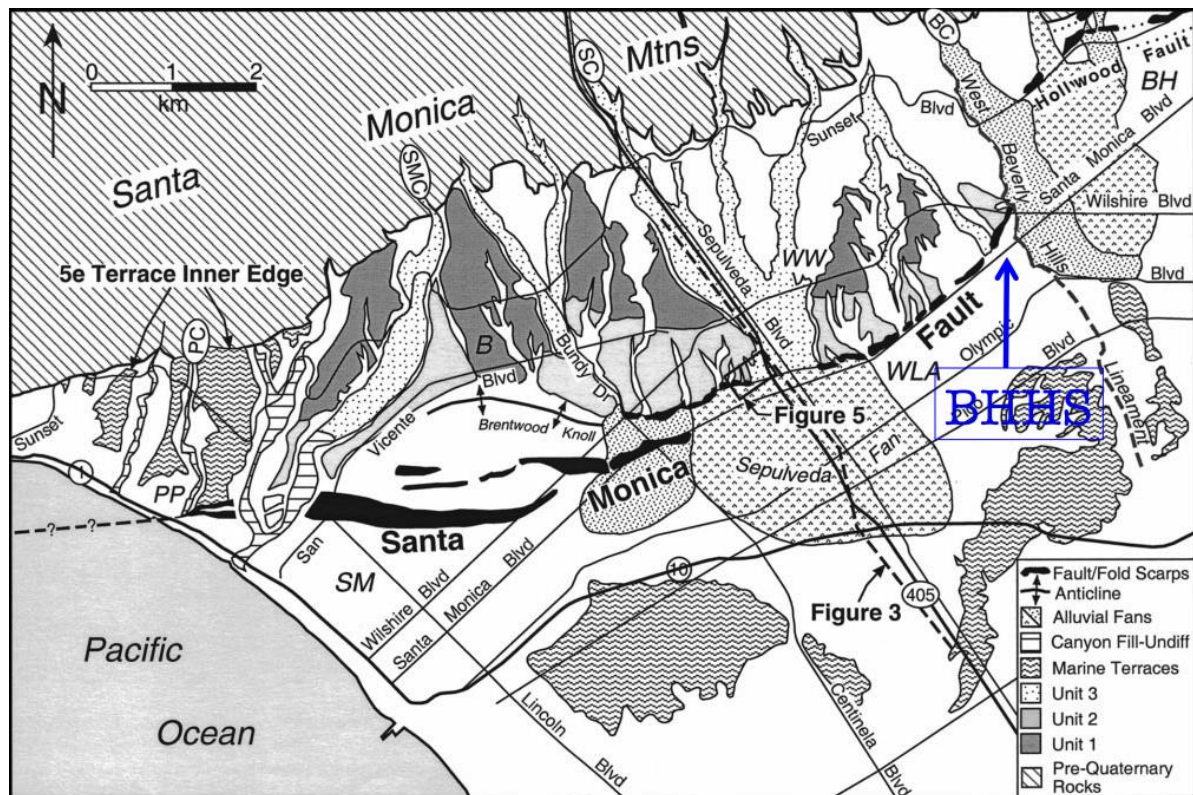 N
0 1 2
km
Santa
Monica
Mtns
SMC
SC
BC
PC
5e Terrace Inner Edge
Sunset
Blvd
West
Beverly
Hills
Hollwood
Fault
BH
Santa Monica Blvd
Wilshire Blvd
Blvd
Sepulveda
Blvd
WW
B
Bundy Dr
San
Vicente
Blvd
Brentwood Knoll
Figure 5
Fault
WLA
Olympic
Blvd
BHHS
Pico
Lineament
Sunset
1
PP
? ?
Santa
Monica
Sepulveda
Fan
SM
Wilshire Blvd
Santa Monica Blvd
10
405
Figure 3
Lincoln
Blvd
Centinela
Blvd
Pacific
Ocean
Fault/Fold Scarps
Anticline
Alluvial Fans
Canyon Fill-Undiff
Marine Terraces
Unit 3
Unit 2
Unit 1
Pre-Quaternary
Rocks